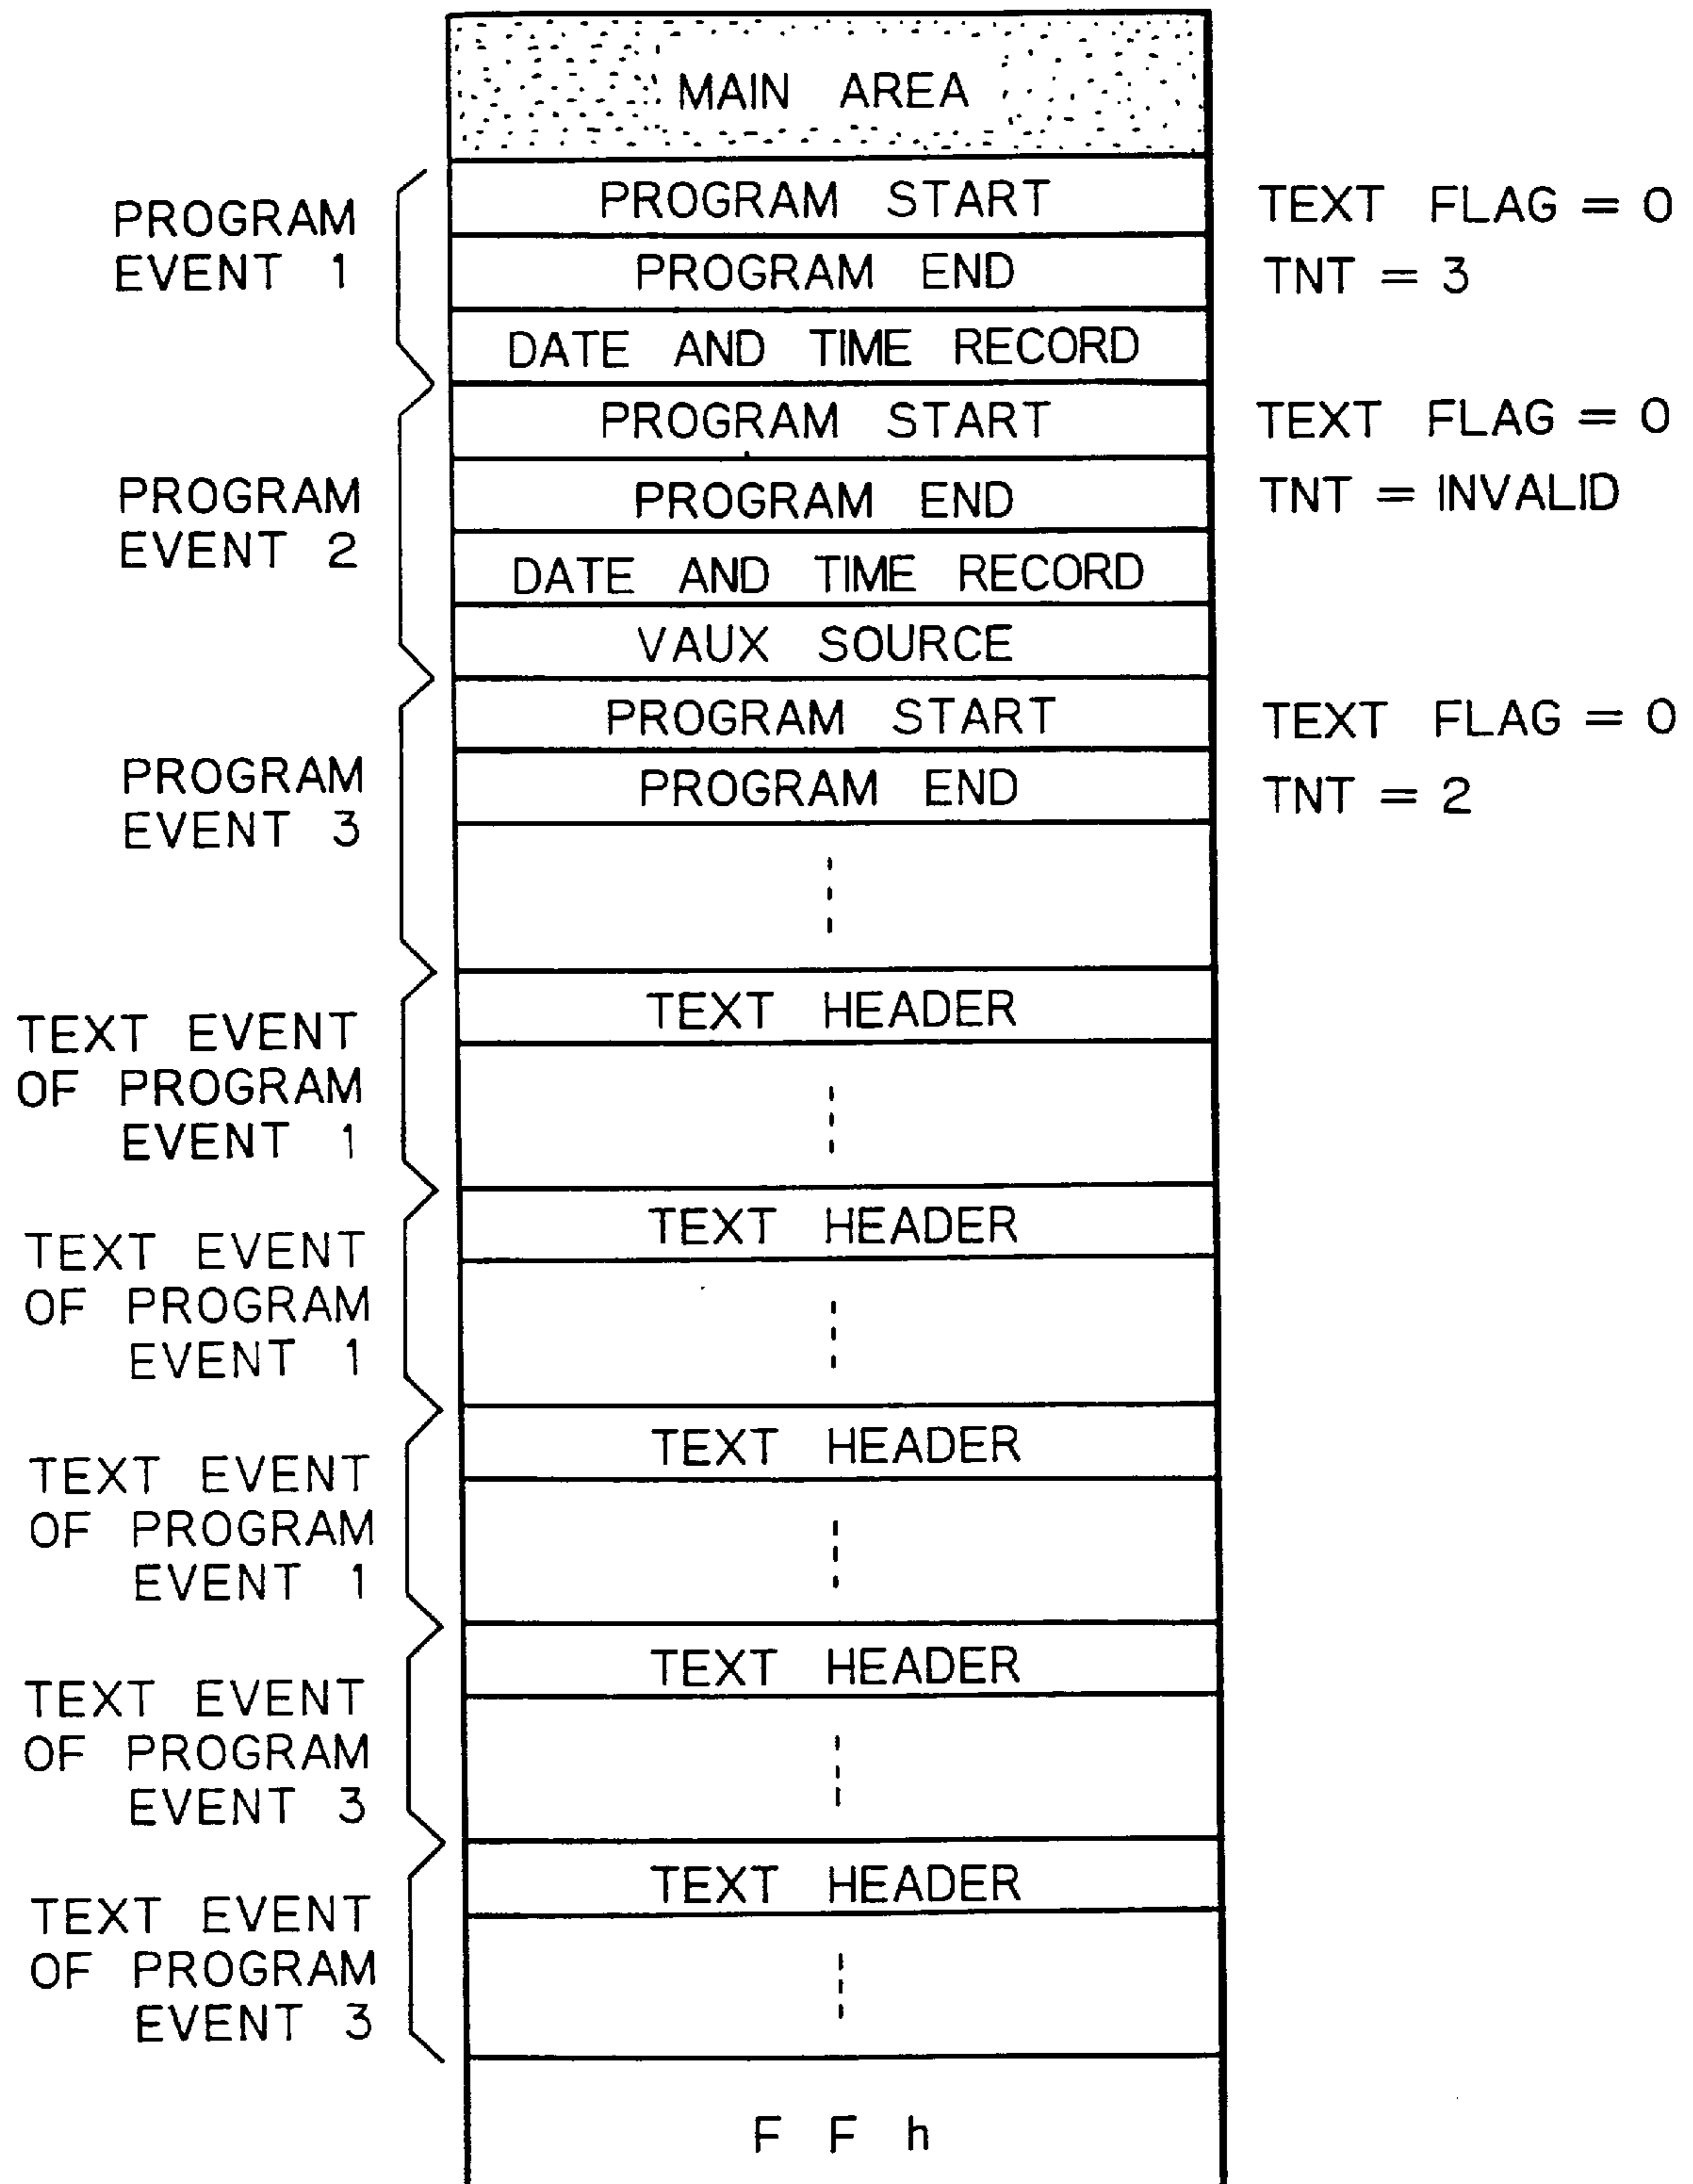 MAIN AREA
PROGRAM EVENT 1
PROGRAM START
TEXT FLAG = 0
PROGRAM END
TNT = 3
DATE AND TIME RECORD
PROGRAM EVENT 2
PROGRAM START
TEXT FLAG = 0
PROGRAM END
TNT = INVALID
DATE AND TIME RECORD
VAUX SOURCE
PROGRAM EVENT 3
PROGRAM START
TEXT FLAG = 0
PROGRAM END
TNT = 2
TEXT EVENT
OF PROGRAM
EVENT 1
TEXT HEADER
TEXT EVENT
OF PROGRAM
EVENT 1
TEXT HEADER
TEXT EVENT
OF PROGRAM
EVENT 1
TEXT HEADER
TEXT EVENT
OF PROGRAM
EVENT 3
TEXT HEADER
TEXT EVENT
OF PROGRAM
EVENT 3
TEXT HEADER
F F h